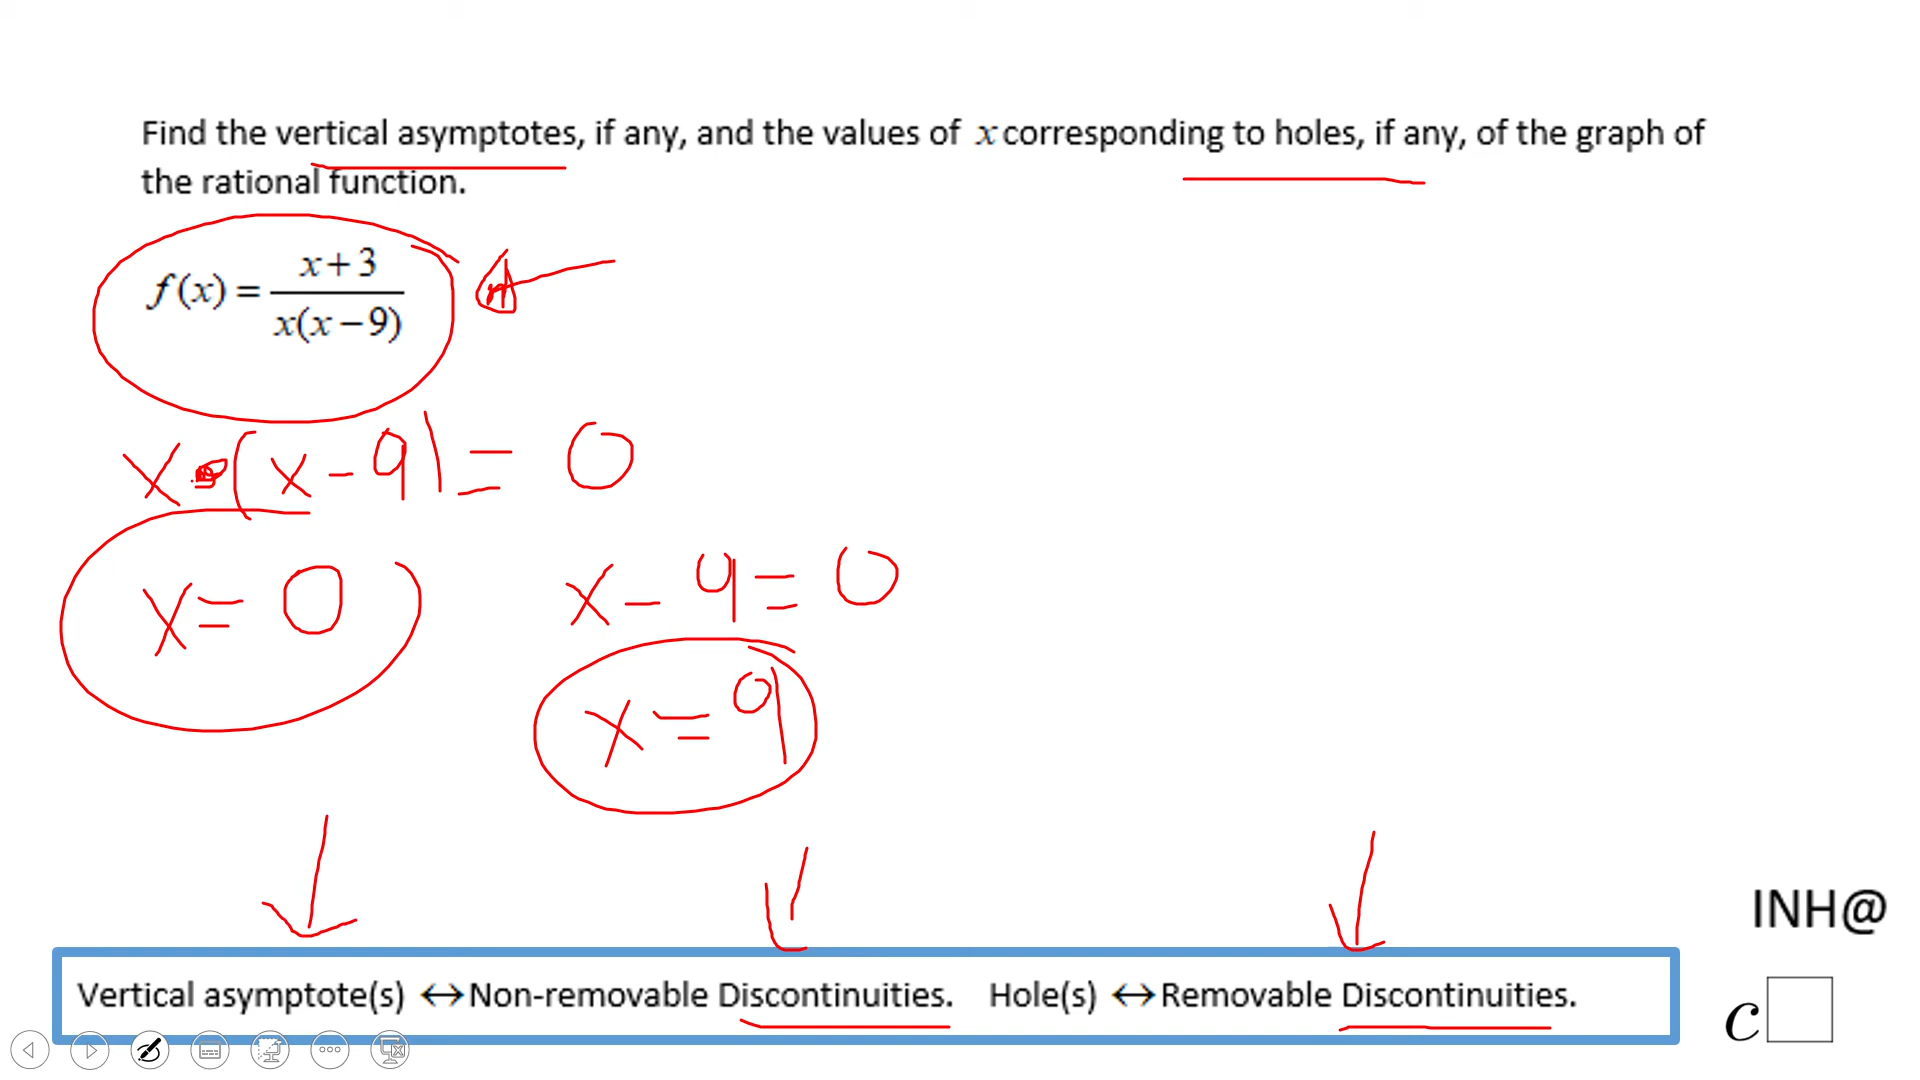 Find the vertical asymptotes, if any, and the values of x corresponding to holes, if any, of the graph of
the rational function.
f(x) = x+3 / x(x−9)
x·(x-9)=0
x=0
x-9=0
x=9
INH@
Vertical asymptote(s) ↔ Non-removable Discontinuities. Hole(s) ↔ Removable Discontinuities.
c